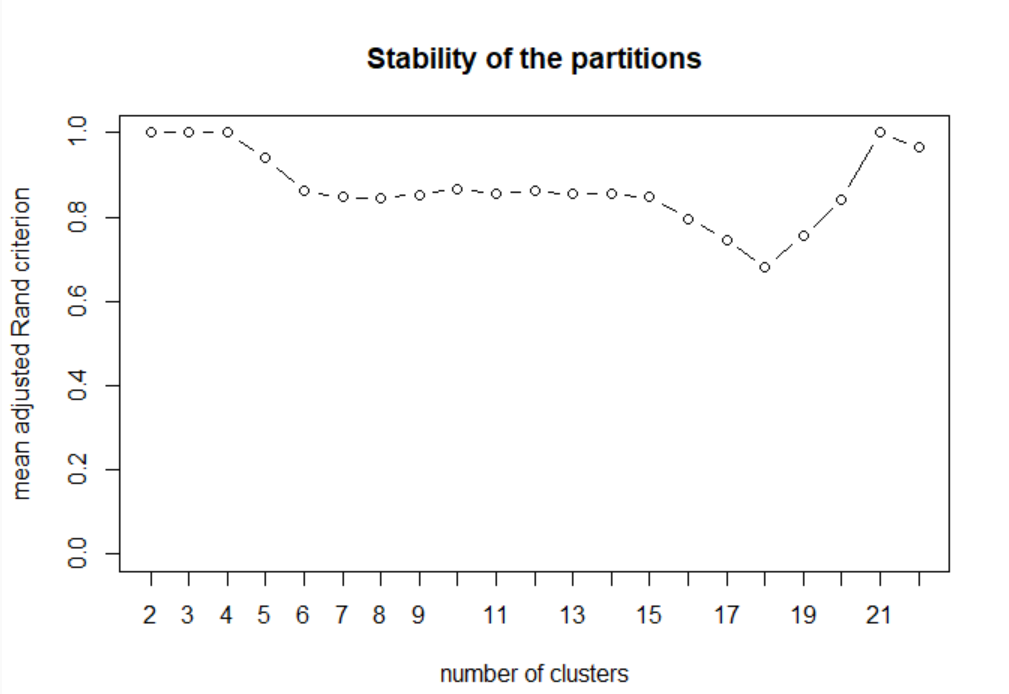 Stability of the partitions
mean adjusted Rand criterion
1.0
0.8
0.6
0.4
0.2
0.0
2 3 4 5 6 7 8 9 11 13 15 17 19 21
number of clusters